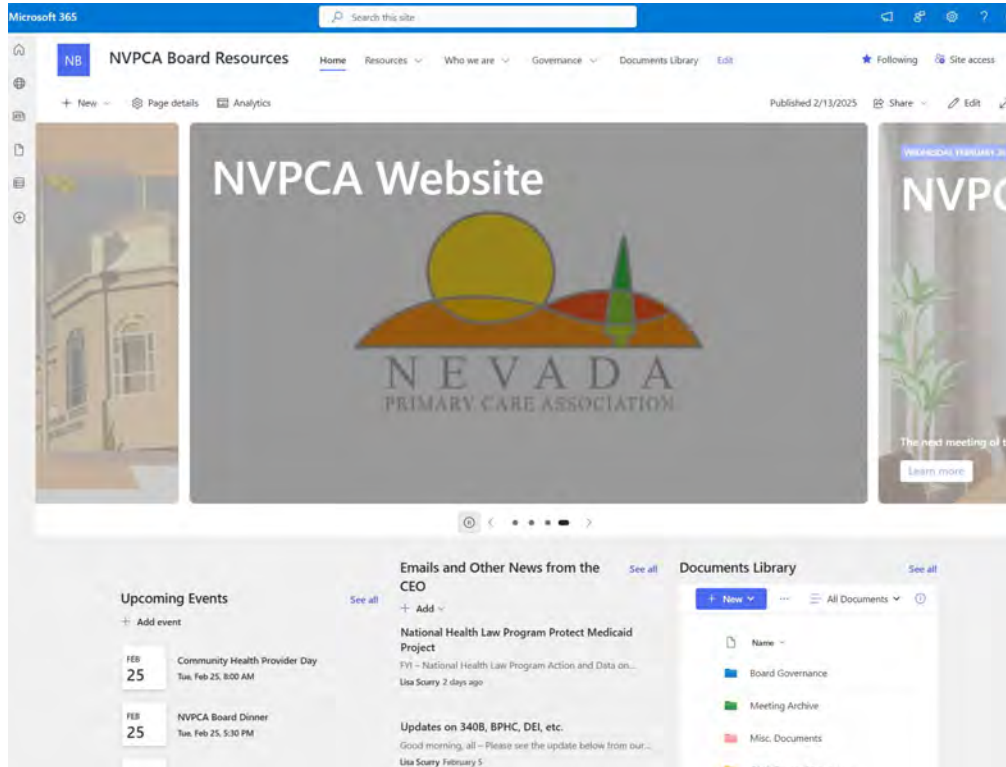 Microsoft 365
Search this site
?
NB
NVPCA Board Resources
Home
Resources
Who we are
Governance
Documents Library
Edit
Following
Site access
+ New
Page details
Analytics
Published 2/13/2025
Share
Edit
NVPCA Website
NEVADA
PRIMARY CARE ASSOCIATION
WEDNESDAY, FEBRUARY
NVPC
The next meeting of t
Learn more
Upcoming Events
See all
+ Add event
FEB
25
Community Health Provider Day
Tue, Feb 25, 8:00 AM
FEB
25
NVPCA Board Dinner
Tue, Feb 25, 5:30 PM
Emails and Other News from the
CEO
See all
+ Add
National Health Law Program Protect Medicaid
Project
FYI – National Health Law Program Action and Data on...
Lisa Scurry 2 days ago
Updates on 340B, BPHC, DEI, etc.
Good morning, all – Please see the update below from our...
Lisa Scurry February 5
Documents Library
See all
+ New
...
All Documents
Name
Board Governance
Meeting Archive
Misc. Documents